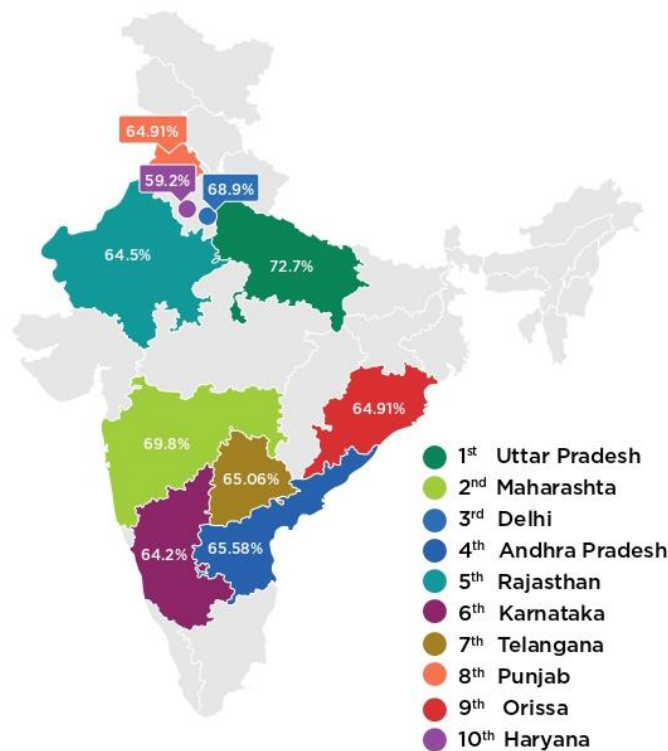 64.91%
59.2%
68.9%
64.5%
72.7%
69.8%
64.91%
65.06%
64.2%
65.58%
1st Uttar Pradesh
2nd Maharashta
3rd Delhi
4th Andhra Pradesh
5th Rajasthan
6th Karnataka
7th Telangana
8th Punjab
9th Orissa
10th Haryana